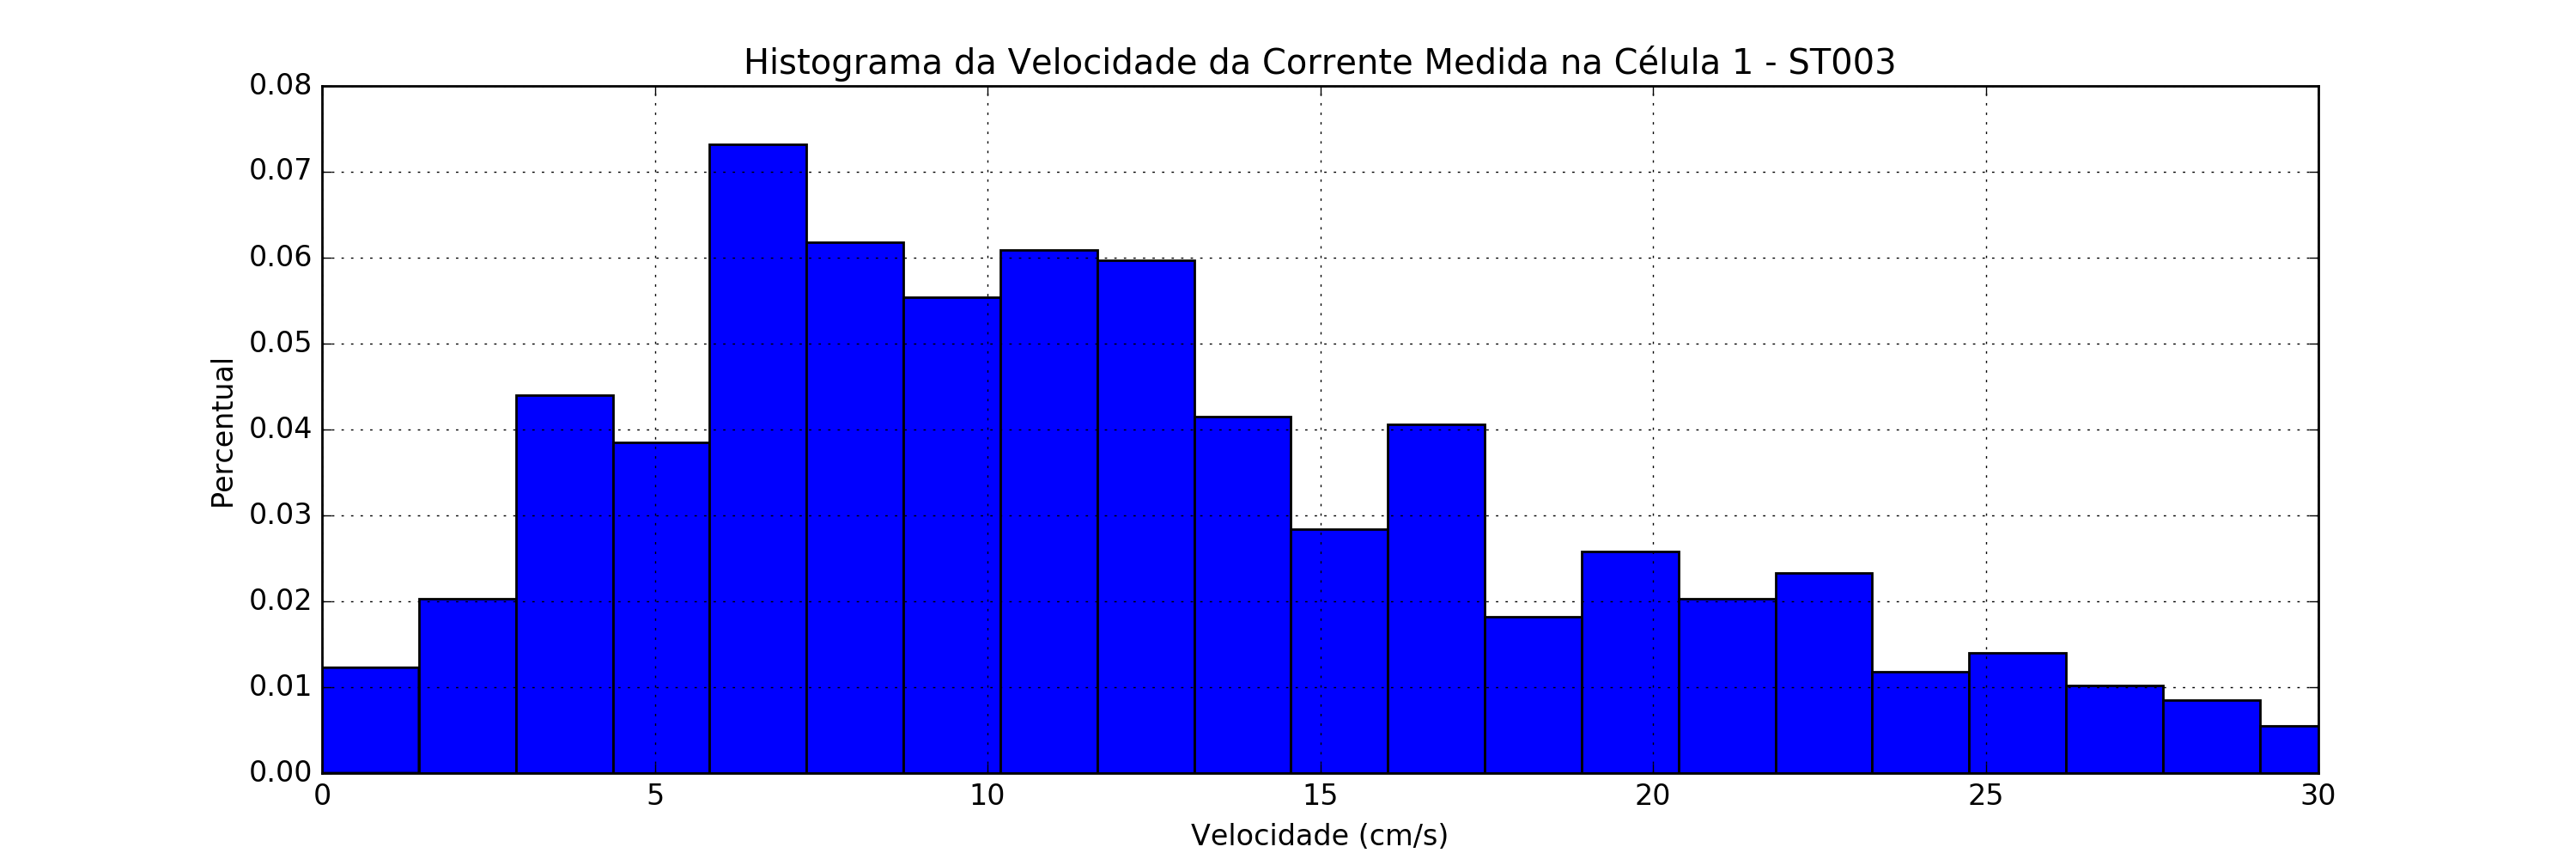 Histograma da Velocidade da Corrente Medida na Célula 1 - ST003
0.08
0.07
0.06
0.05
0.04
0.03
0.02
0.01
0.00
Percentual
0 5 10 15 20 25 30
Velocidade (cm/s)